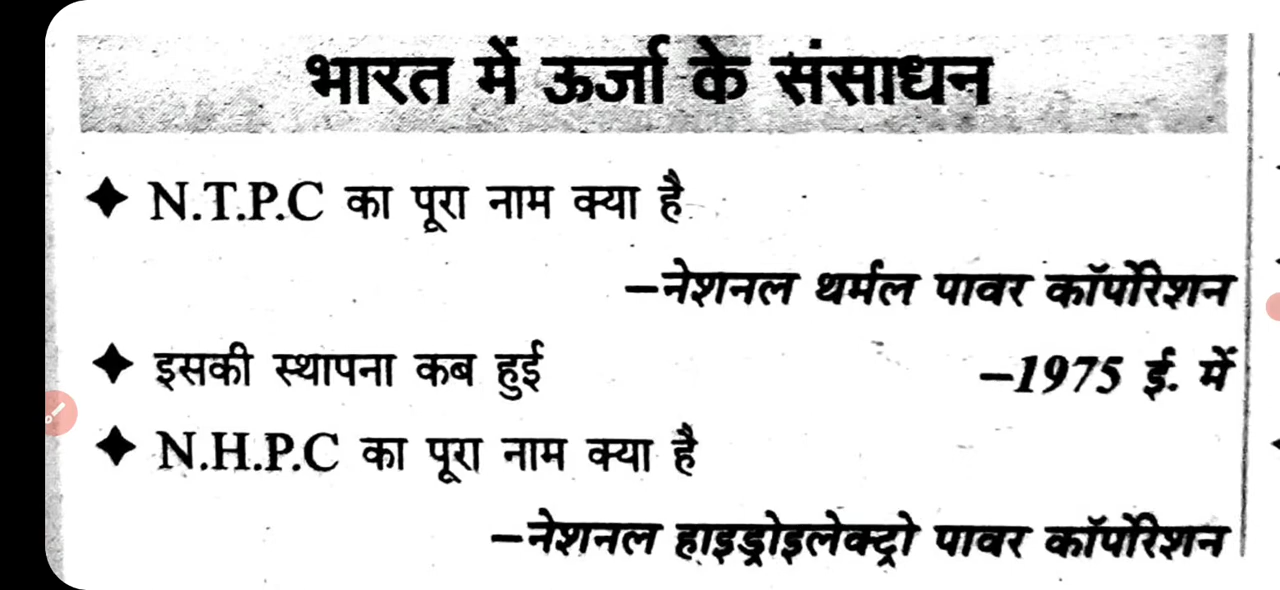 भारत में ऊर्जा के संसाधन
✦ N.T.P.C का पूरा नाम क्या है
–नेशनल थर्मल पावर कॉर्पोरेशन
✦ इसकी स्थापना कब हुई –1975 ई. में
✦ N.H.P.C का पूरा नाम क्या है
–नेशनल हाइड्रोइलेक्ट्रो पावर कॉर्पोरेशन